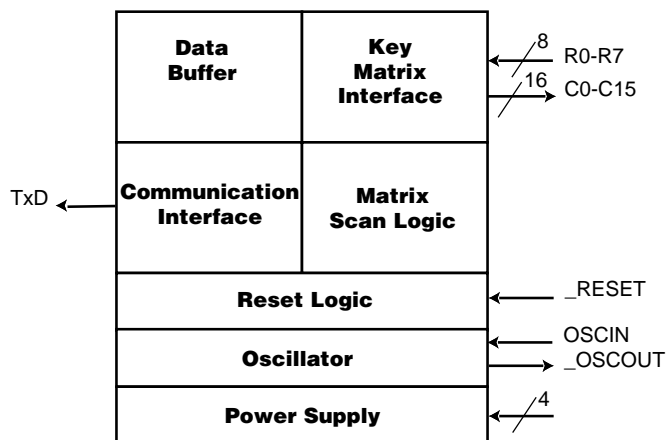 Data
Buffer
Key
Matrix
Interface
8
R0-R7
16
C0-C15
TxD
Communication
Interface
Matrix
Scan Logic
Reset Logic
_RESET
Oscillator
OSCIN
_OSCOUT
Power Supply
4